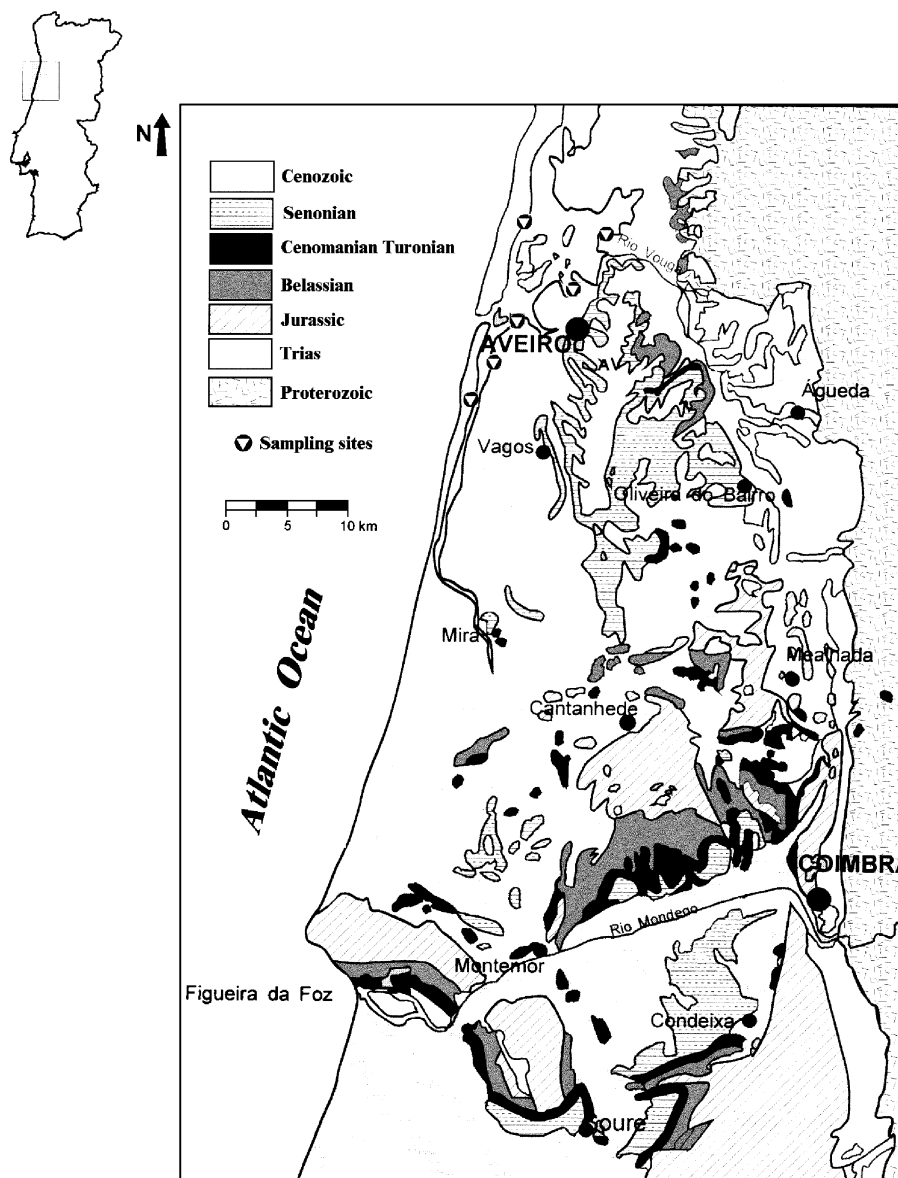 N
Cenozoic
Senonian
Cenomanian Turonian
Belassian
Jurassic
Trias
Proterozoic
Sampling sites
0 5 10 km
Rio Vouga
AVEIRO
AV
Águeda
Vagos
Oliveira do Bairro
Atlantic Ocean
Mira
Mealhada
Cantanhede
COIMBRA
Rio Mondego
Montemor
Figueira da Foz
Condeixa
Soure